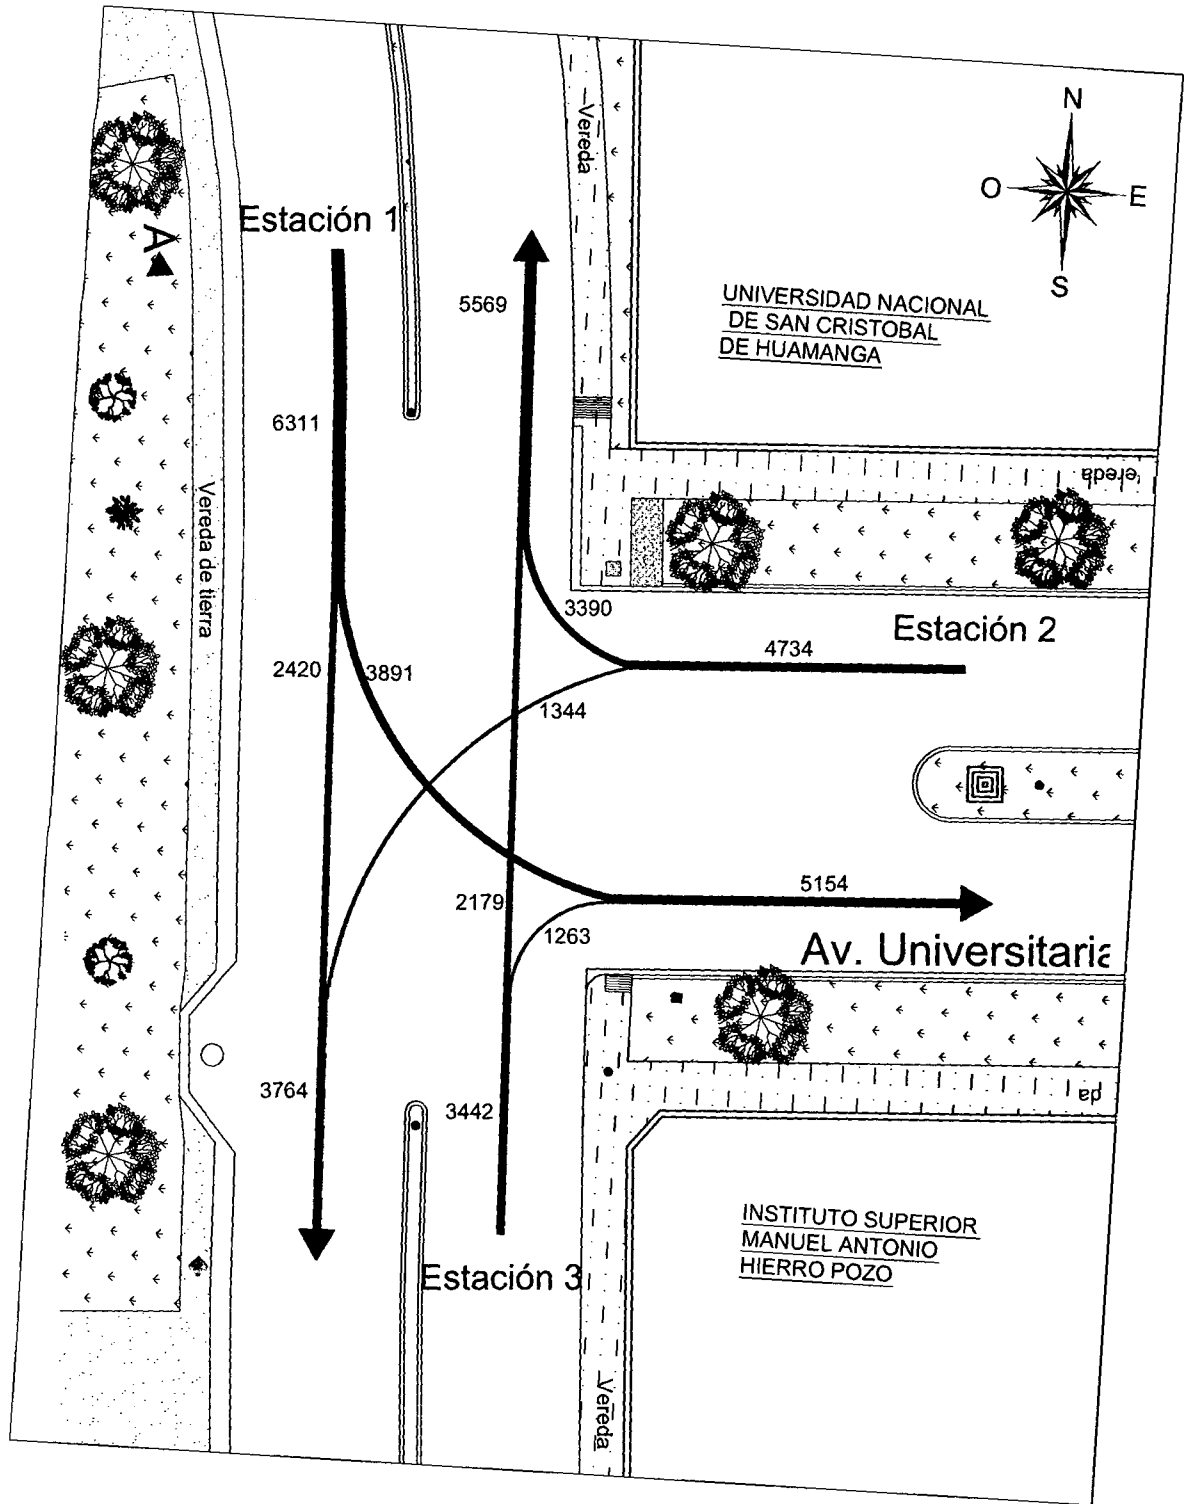 N
O
E
S
Vereda
Estación 1
A
5569
UNIVERSIDAD NACIONAL
DE SAN CRISTOBAL
DE HUAMANGA
6311
ereda
Vereda de tierra
3390
Estación 2
4734
2420
3891
1344
5154
2179
1263
Av. Universitaria
3764
3442
da
INSTITUTO SUPERIOR
MANUEL ANTONIO
HIERRO POZO
Estación 3
Vereda